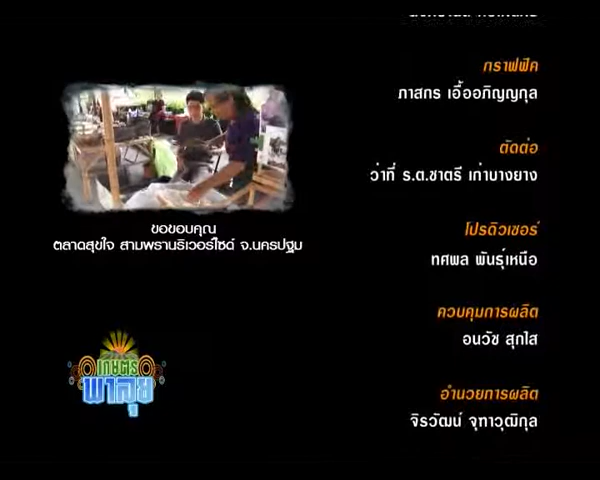 กราฟฟิค
ภาสกร เอื้ออภิญญกุล
ตัดต่อ
ว่าที่ ร.ต.ชาตรี เก่าบางยาง
โปรดิวเซอร์
ทศพล พันธุ์เหนือ
ควบคุมการผลิต
อนวัช สุกใส
อำนวยการผลิต
จิรวัฒน์ จุฑาวุฒิกุล
ขอขอบคุณ
ตลาดสุขใจ สามพรานริเวอร์ไซด์ จ.นครปฐม
เกษตร
พาลุย